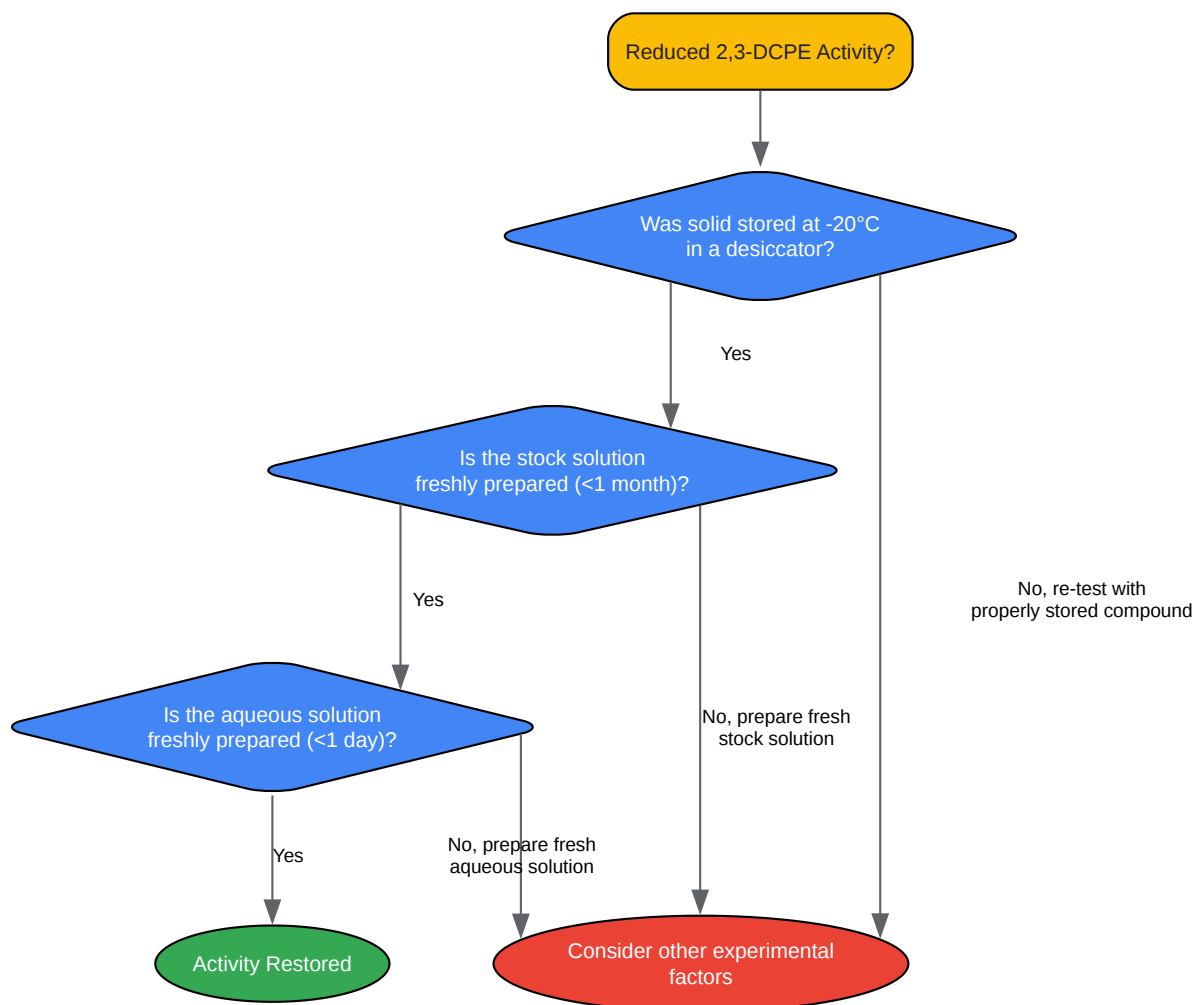 Reduced 2,3-DCPE Activity?
Was solid stored at -20°C
in a desiccator?
Yes
Is the stock solution
freshly prepared (<1 month)?
Yes
No, re-test with
properly stored compound
Is the aqueous solution
freshly prepared (<1 day)?
No, prepare fresh
stock solution
Yes
No, prepare fresh
aqueous solution
Activity Restored
Consider other experimental
factors